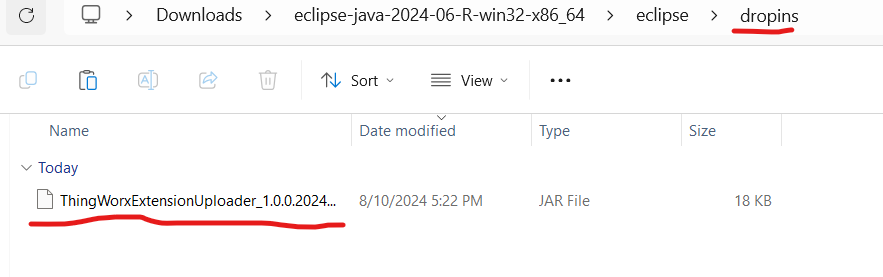 Downloads > eclipse-java-2024-06-R-win32-x86_64 > eclipse > dropins
Sort View ...
Name Date modified Type Size
Today
ThingWorxExtensionUploader_1.0.0.2024... 8/10/2024 5:22 PM JAR File 18 KB